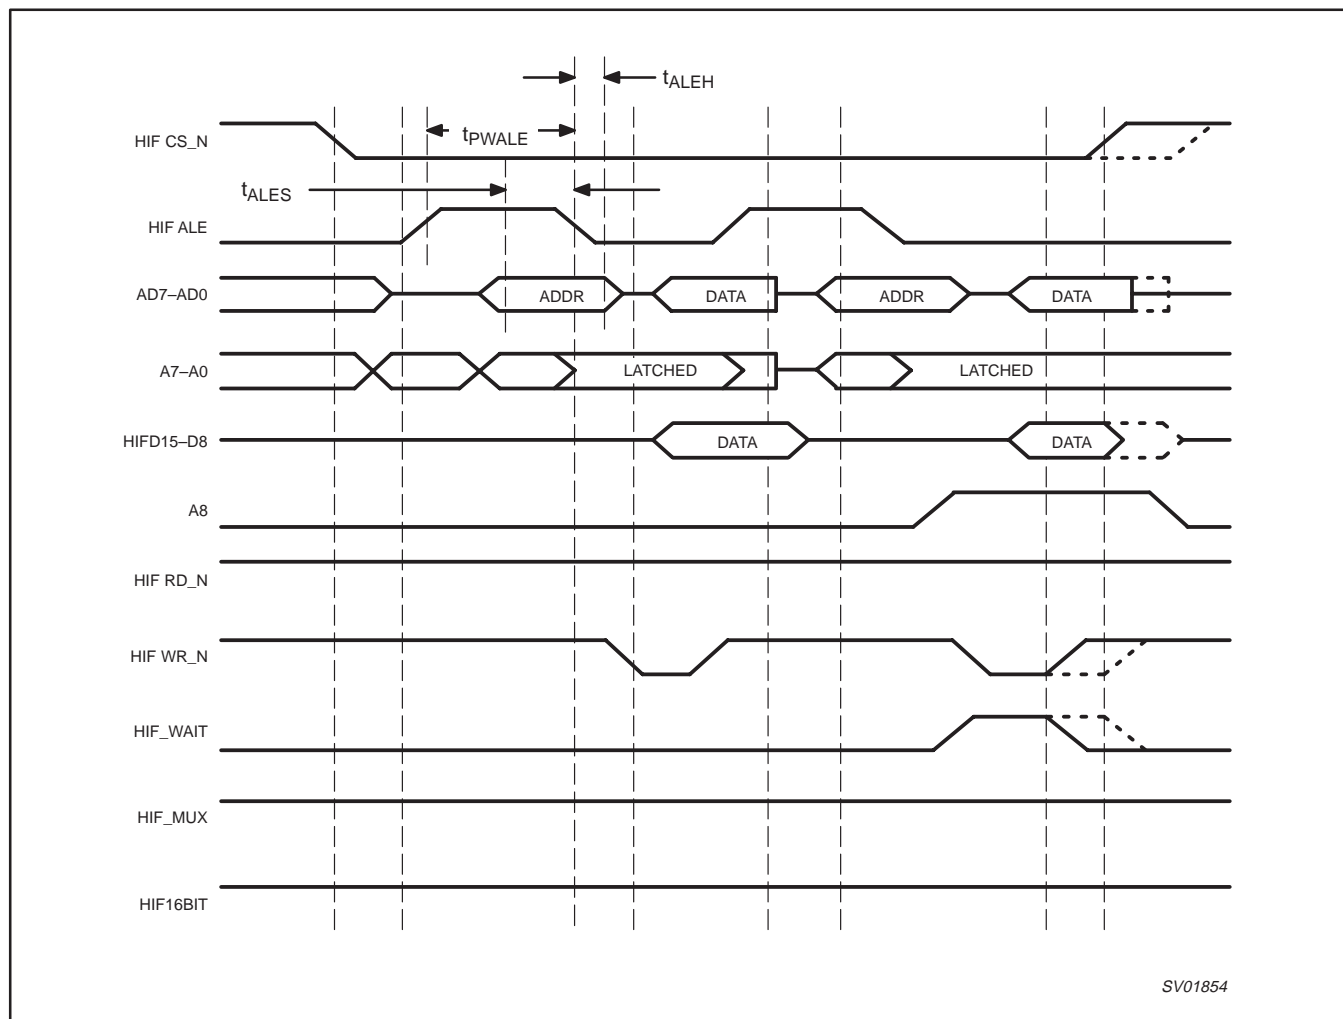 tALEH
HIF CS_N
tPWALE
tALES
HIF ALE
AD7–AD0
ADDR
DATA
ADDR
DATA
A7–A0
LATCHED
LATCHED
HIFD15–D8
DATA
DATA
A8
HIF RD_N
HIF WR_N
HIF_WAIT
HIF_MUX
HIF16BIT
SV01854